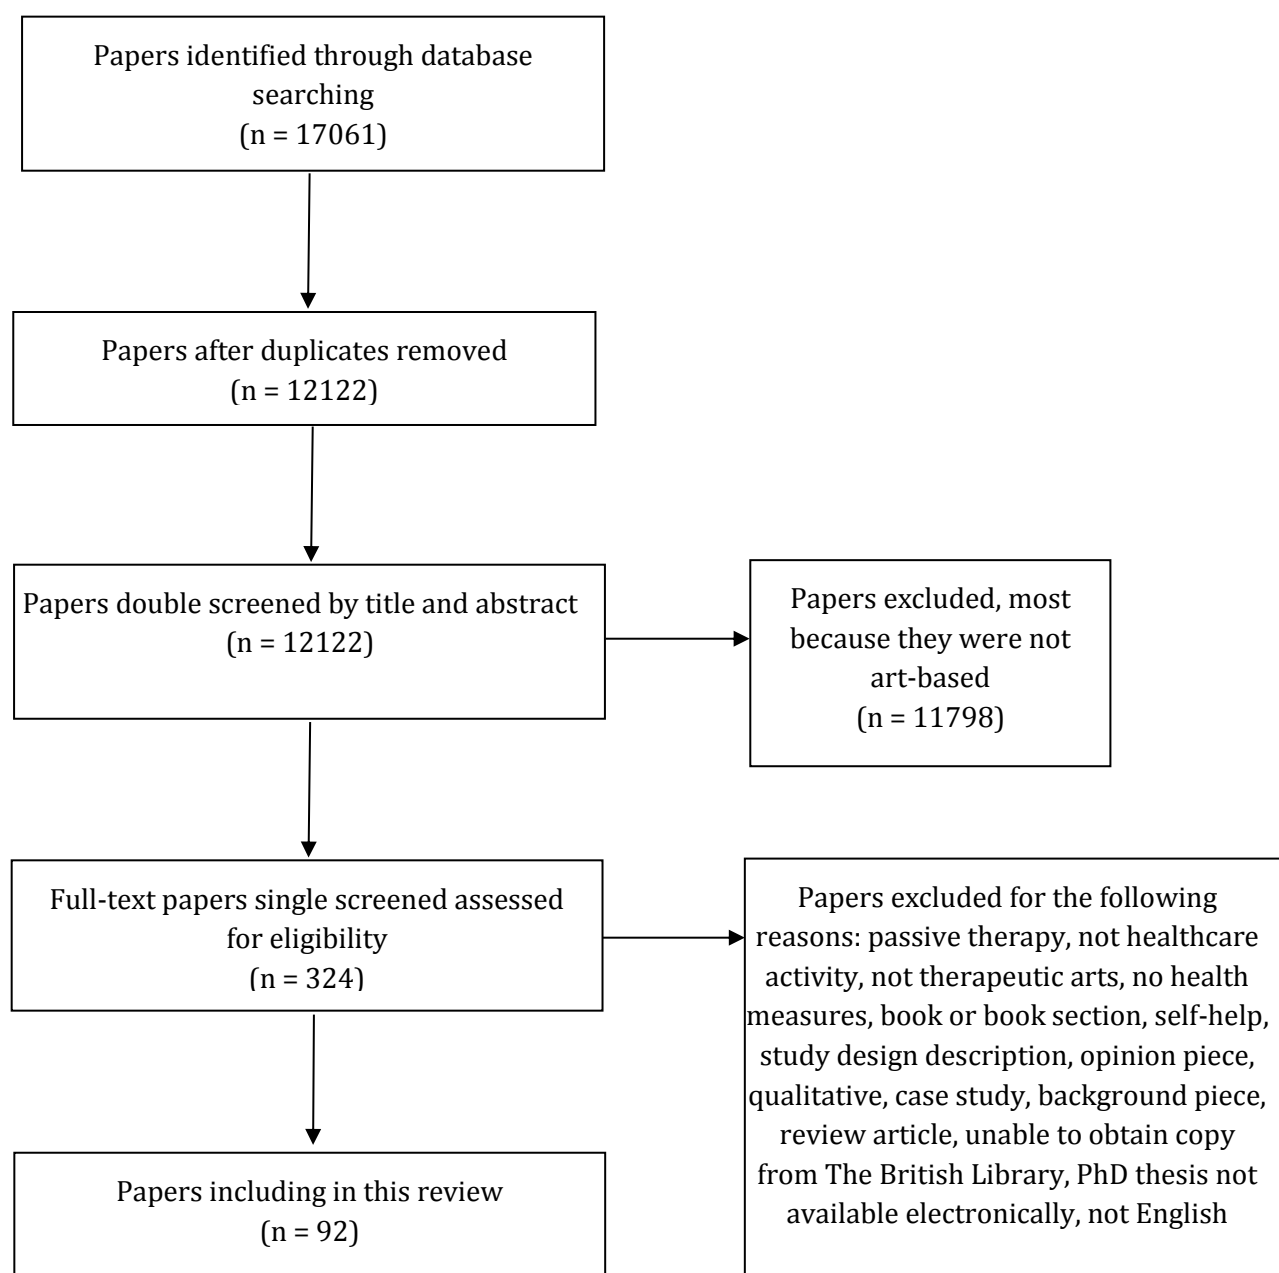 Papers identified through database
searching
(n = 17061)
Papers after duplicates removed
(n = 12122)
Papers double screened by title and abstract
(n = 12122)
Papers excluded, most
because they were not
art-based
(n = 11798)
Full-text papers single screened assessed
for eligibility
(n = 324)
Papers excluded for the following
reasons: passive therapy, not healthcare
activity, not therapeutic arts, no health
measures, book or book section, self-help,
study design description, opinion piece,
qualitative, case study, background piece,
review article, unable to obtain copy
from The British Library, PhD thesis not
available electronically, not English
Papers including in this review
(n = 92)